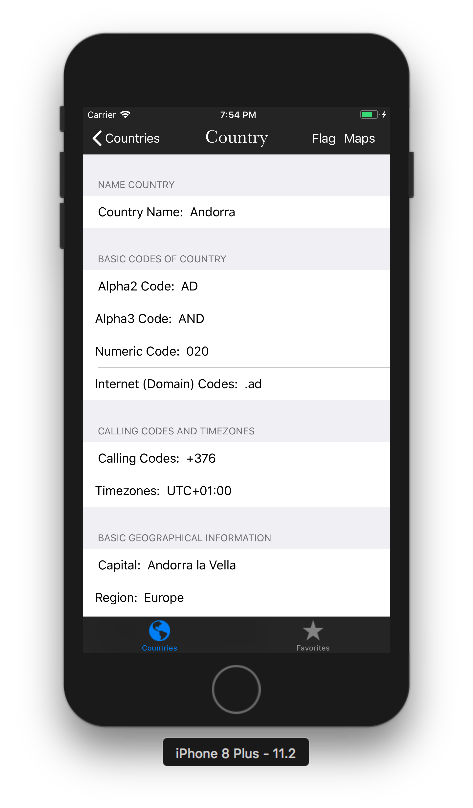 Carrier 7:54 PM
Countries Country Flag Maps
NAME COUNTRY
Country Name: Andorra
BASIC CODES OF COUNTRY
Alpha2 Code: AD
Alpha3 Code: AND
Numeric Code: 020
Internet (Domain) Codes: .ad
CALLING CODES AND TIMEZONES
Calling Codes: +376
Timezones: UTC+01:00
BASIC GEOGRAPHICAL INFORMATION
Capital: Andorra la Vella
Region: Europe
Countries Favorites
iPhone 8 Plus - 11.2